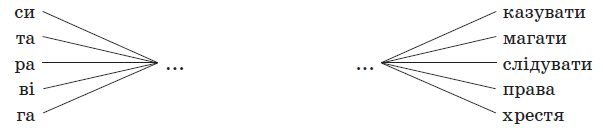 си
та
ра
ві
га
...
...
казувати
магати
слідувати
права
хрестя